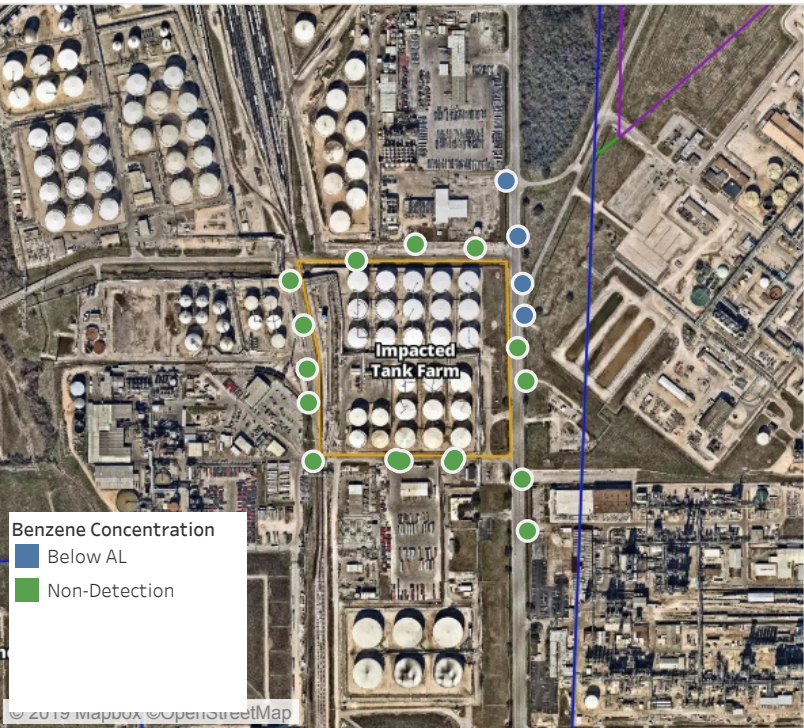 Impacted
Tank Farm
Benzene Concentration
Below AL
Non-Detection
© 2019 Mapbox ©OpenStreetMap